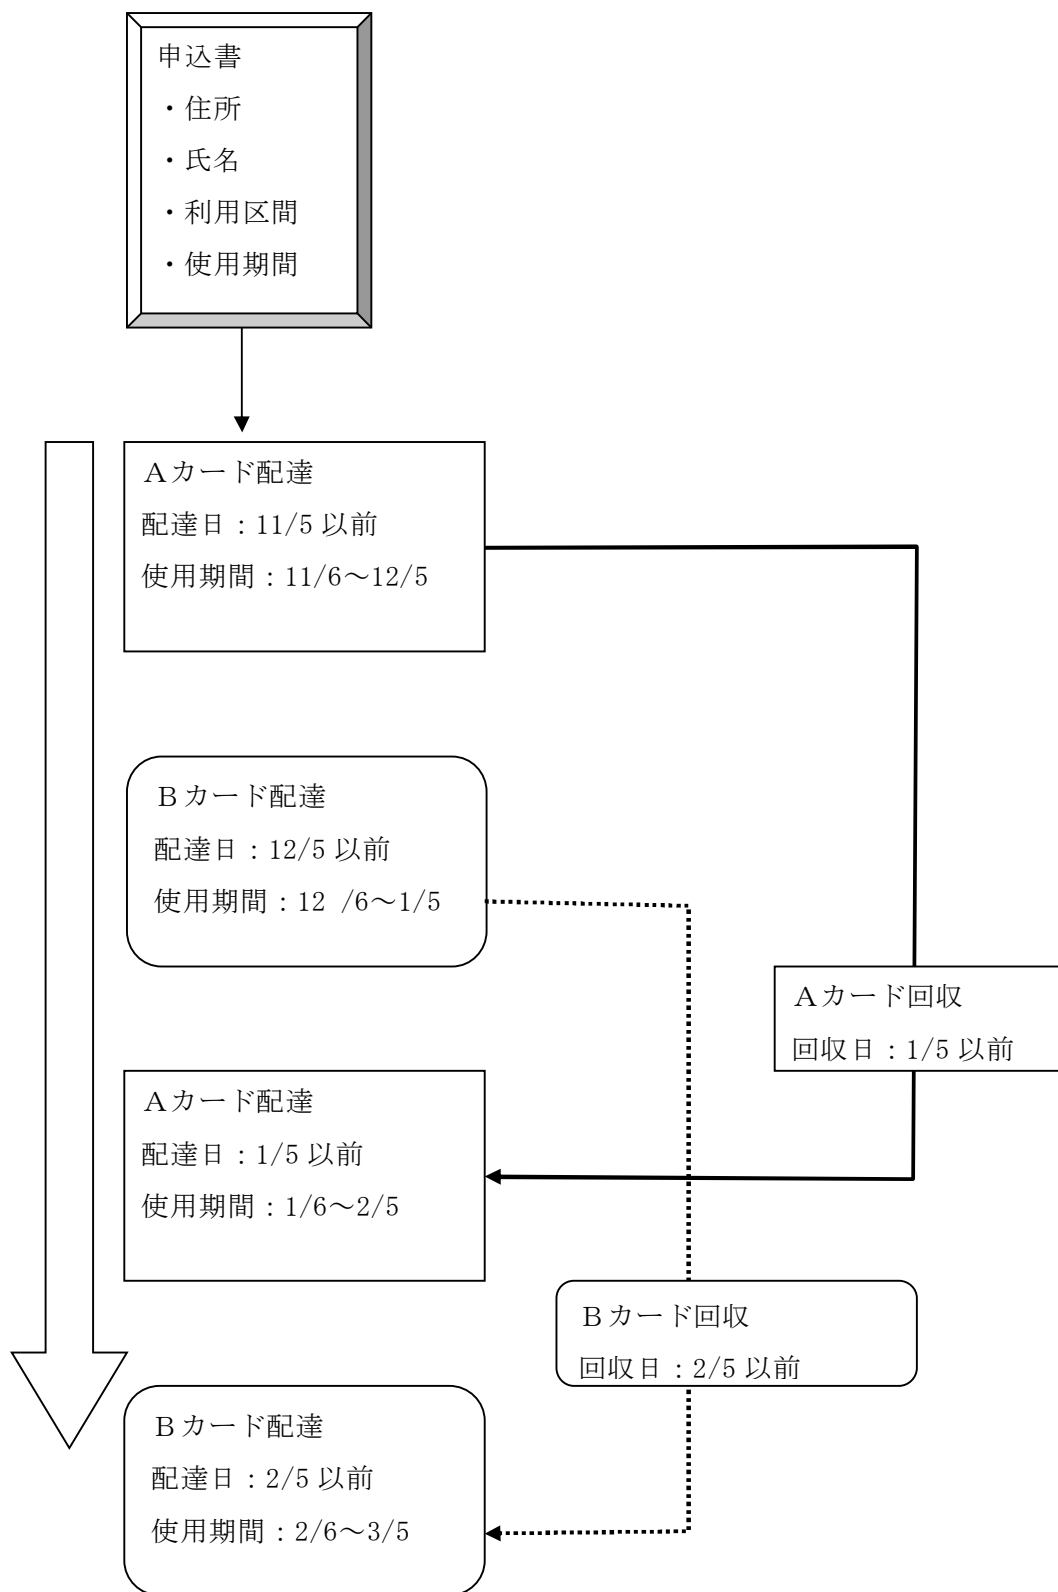 申込書
・住所
・氏名
・利用区間
・使用期間
Ａカード配達
配達日：11/5 以前
使用期間：11/6～12/5
Ｂカード配達
配達日：12/5 以前
使用期間：12 /6～1/5
Ａカード回収
回収日：1/5 以前
Ａカード配達
配達日：1/5 以前
使用期間：1/6～2/5
Ｂカード回収
回収日：2/5 以前
Ｂカード配達
配達日：2/5 以前
使用期間：2/6～3/5